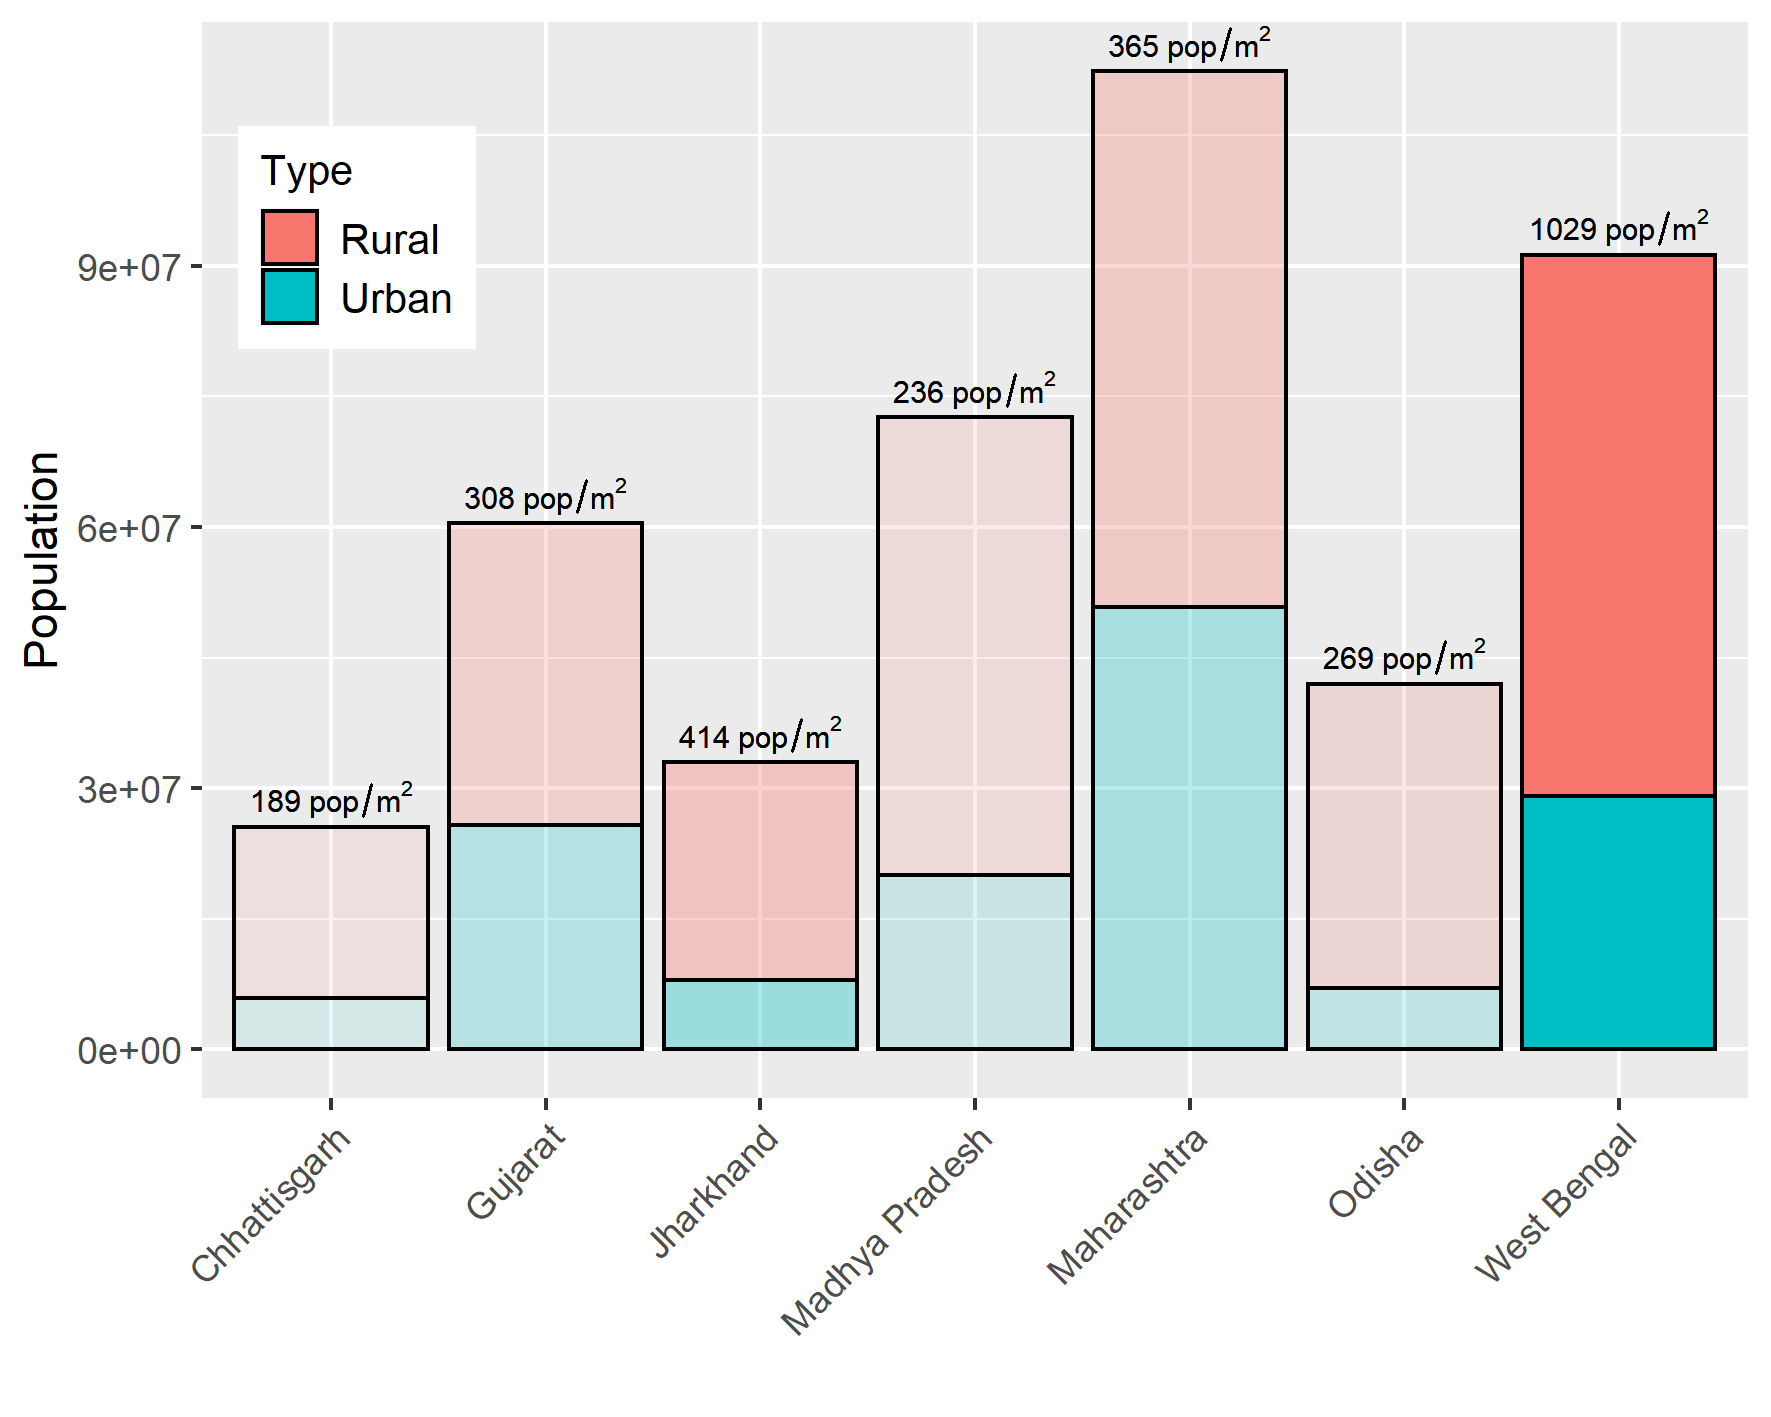 365 pop/m²
Type
Rural
1029 pop/m²
9e+07
Urban
236 pop/m²
Population
308 pop/m²
6e+07
269 pop/m²
414 pop/m²
3e+07
189 pop/m²
0e+00
Chhattisgarh
Gujarat
Jharkhand
Madhya Pradesh
Maharashtra
Odisha
West Bengal